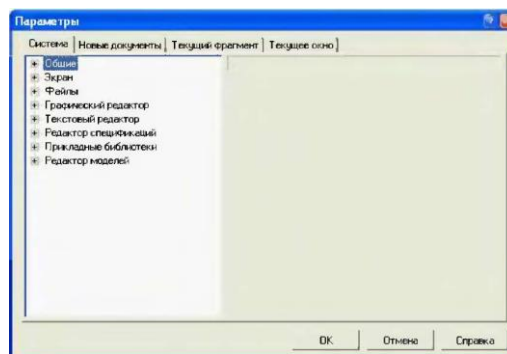 Параметры
Система Новые документы Текущий фрагмент Текущее окно
Общие
Экран
Файлы
Графический редактор
Текстовый редактор
Редактор спецификаций
Прикладные библиотеки
Редактор моделей
OK Отмена Справка